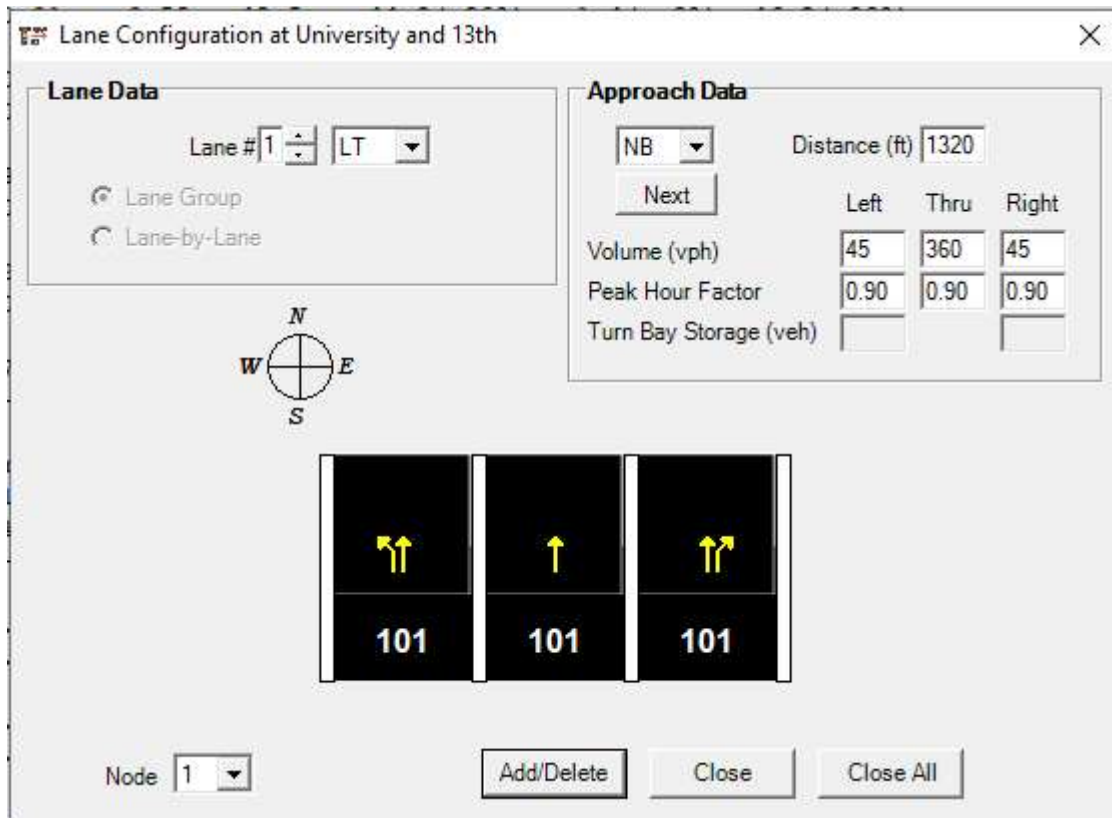 Lane Configuration at University and 13th
Lane Data
Lane # 1 LT
Lane Group
Lane-by-Lane
Approach Data
NB Distance (ft) 1320
Next
Left Thru Right
Volume (vph) 45 360 45
Peak Hour Factor 0.90 0.90 0.90
Turn Bay Storage (veh)
N
W E
S
101 101 101
Node 1 Add/Delete Close Close All